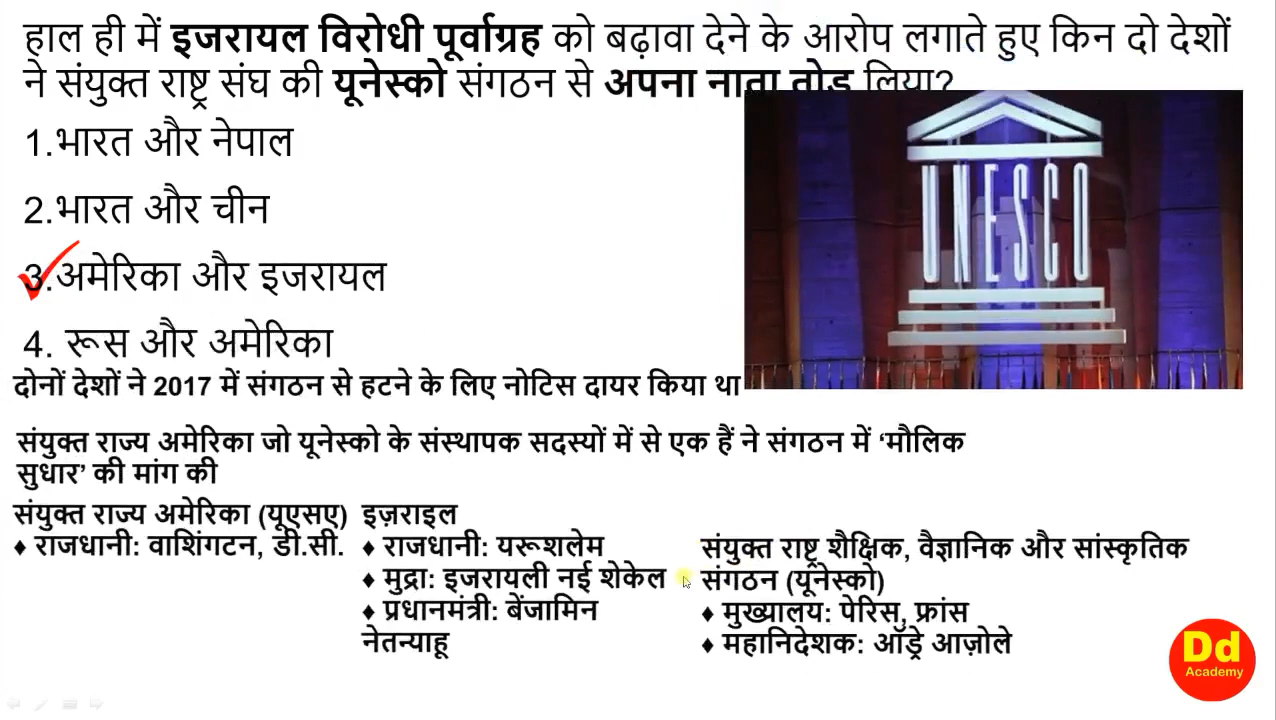 हाल ही में इजरायल विरोधी पूर्वाग्रह को बढ़ावा देने के आरोप लगाते हुए किन दो देशों
ने संयुक्त राष्ट्र संघ की यूनेस्को संगठन से अपना नाता तोड़ लिया?
1.भारत और नेपाल
2.भारत और चीन
3.अमेरिका और इजरायल
4. रूस और अमेरिका
UNESCO
दोनों देशों ने 2017 में संगठन से हटने के लिए नोटिस दायर किया था
संयुक्त राज्य अमेरिका जो यूनेस्को के संस्थापक सदस्यों में से एक हैं ने संगठन में ‘मौलिक
सुधार’ की मांग की
संयुक्त राज्य अमेरिका (यूएसए)
♦ राजधानी: वाशिंगटन, डी.सी.
इज़राइल
♦ राजधानी: यरूशलेम
♦ मुद्रा: इजरायली नई शेकेल
♦ प्रधानमंत्री: बेंजामिन
नेतन्याहू
संयुक्त राष्ट्र शैक्षिक, वैज्ञानिक और सांस्कृतिक
संगठन (यूनेस्को)
♦ मुख्यालय: पेरिस, फ्रांस
♦ महानिदेशक: ऑड्रे आज़ोले
Dd
Academy